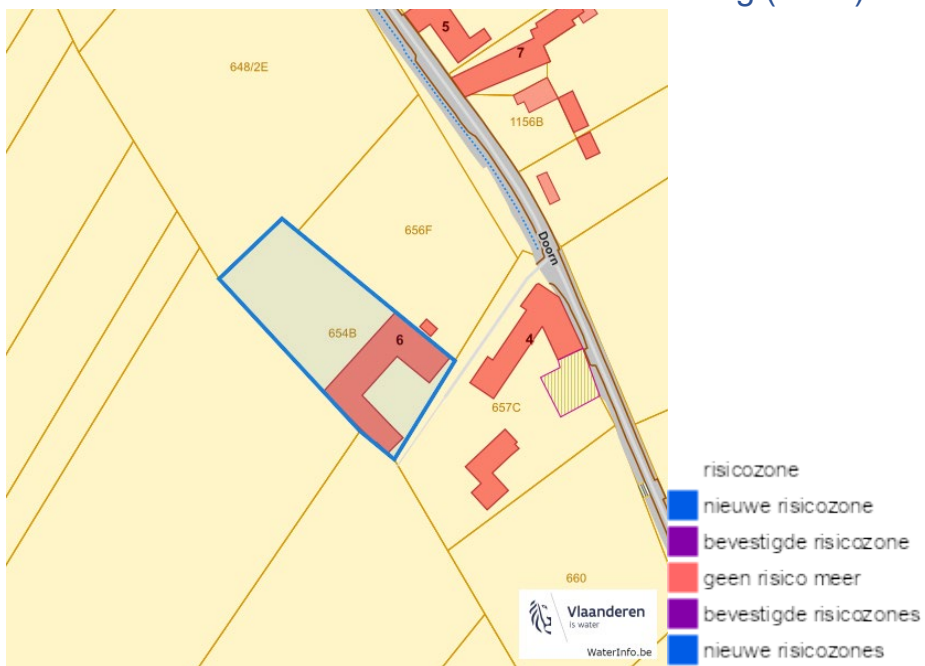 5
7
648/2E
1156B
656F
Doorn
654B
6
4
657C
risicozone
nieuwe risicozone
bevestigde risicozone
660
geen risico meer
Vlaanderen
is water
bevestigde risicozones
WaterInfo.be
nieuwe risicozones